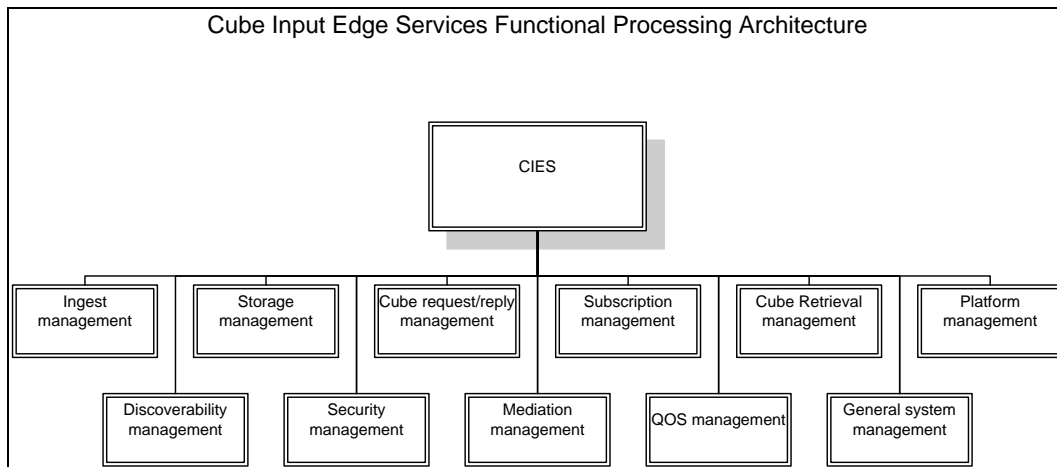 Cube Input Edge Services Functional Processing Architecture
CIES
Ingest
management
Storage
management
Cube request/reply
management
Subscription
management
Cube Retrieval
management
Platform
management
Discoverability
management
Security
management
Mediation
management
QOS management
General system
management